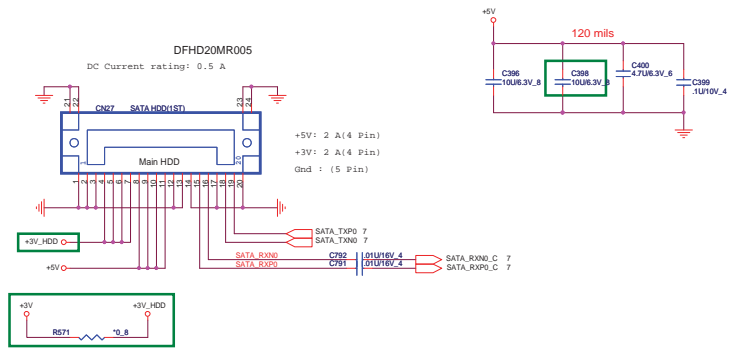 DFHD20MR005
DC Current rating: 0.5 A
+5V
120 mils
C396
10U/6.3V_8
C398
10U/6.3V_8
C400
4.7U/6.3V_6
C399
.1U/10V_4
21
22
23
24
CN27 SATA HDD(1ST)
+5V: 2 A(4 Pin)
+3V: 2 A(4 Pin)
Gnd : (5 Pin)
1 20
Main HDD
1 2 3 4 5 6 7 8 9 10 11 12 13 14 15 16 17 18 19 20
SATA_TXP0 7
SATA_TXN0 7
+3V_HDD
SATA_RXN0 C792 .01U/16V_4 SATA_RXN0_C 7
SATA_RXP0 C791 .01U/16V_4 SATA_RXP0_C 7
+5V
+3V +3V_HDD
R571 *0_8